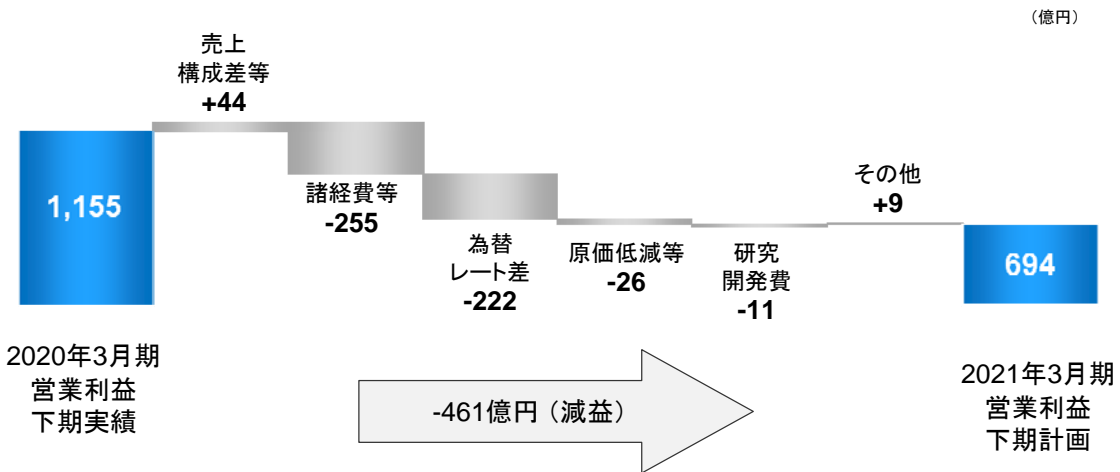 （億円）
売上
構成差等
+44
1,155
諸経費等
-255
為替
レート差
-222
原価低減等
-26
研究
開発費
-11
その他
+9
694
2020年3月期
営業利益
下期実績
-461億円（減益）
2021年3月期
営業利益
下期計画